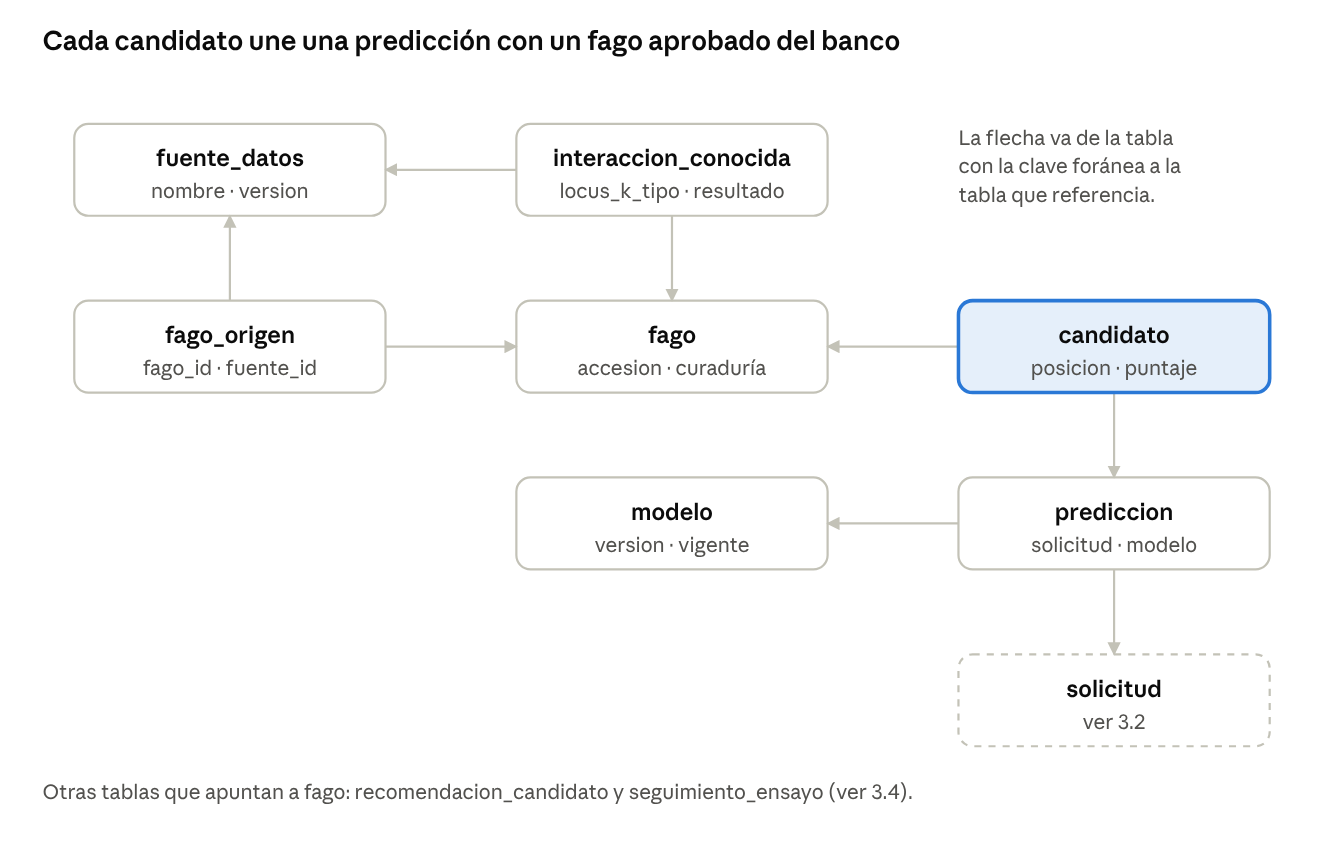 Cada candidato une una predicción con un fago aprobado del banco
fuente_datos
nombre · version
interaccion_conocida
locus_k_tipo · resultado
La flecha va de la tabla
con la clave foránea a la
tabla que referencia.
fago_origen
fago_id · fuente_id
fago
accesion · curaduría
candidato
posicion · puntaje
modelo
version · vigente
prediccion
solicitud · modelo
solicitud
ver 3.2
Otras tablas que apuntan a fago: recomendacion_candidato y seguimiento_ensayo (ver 3.4).